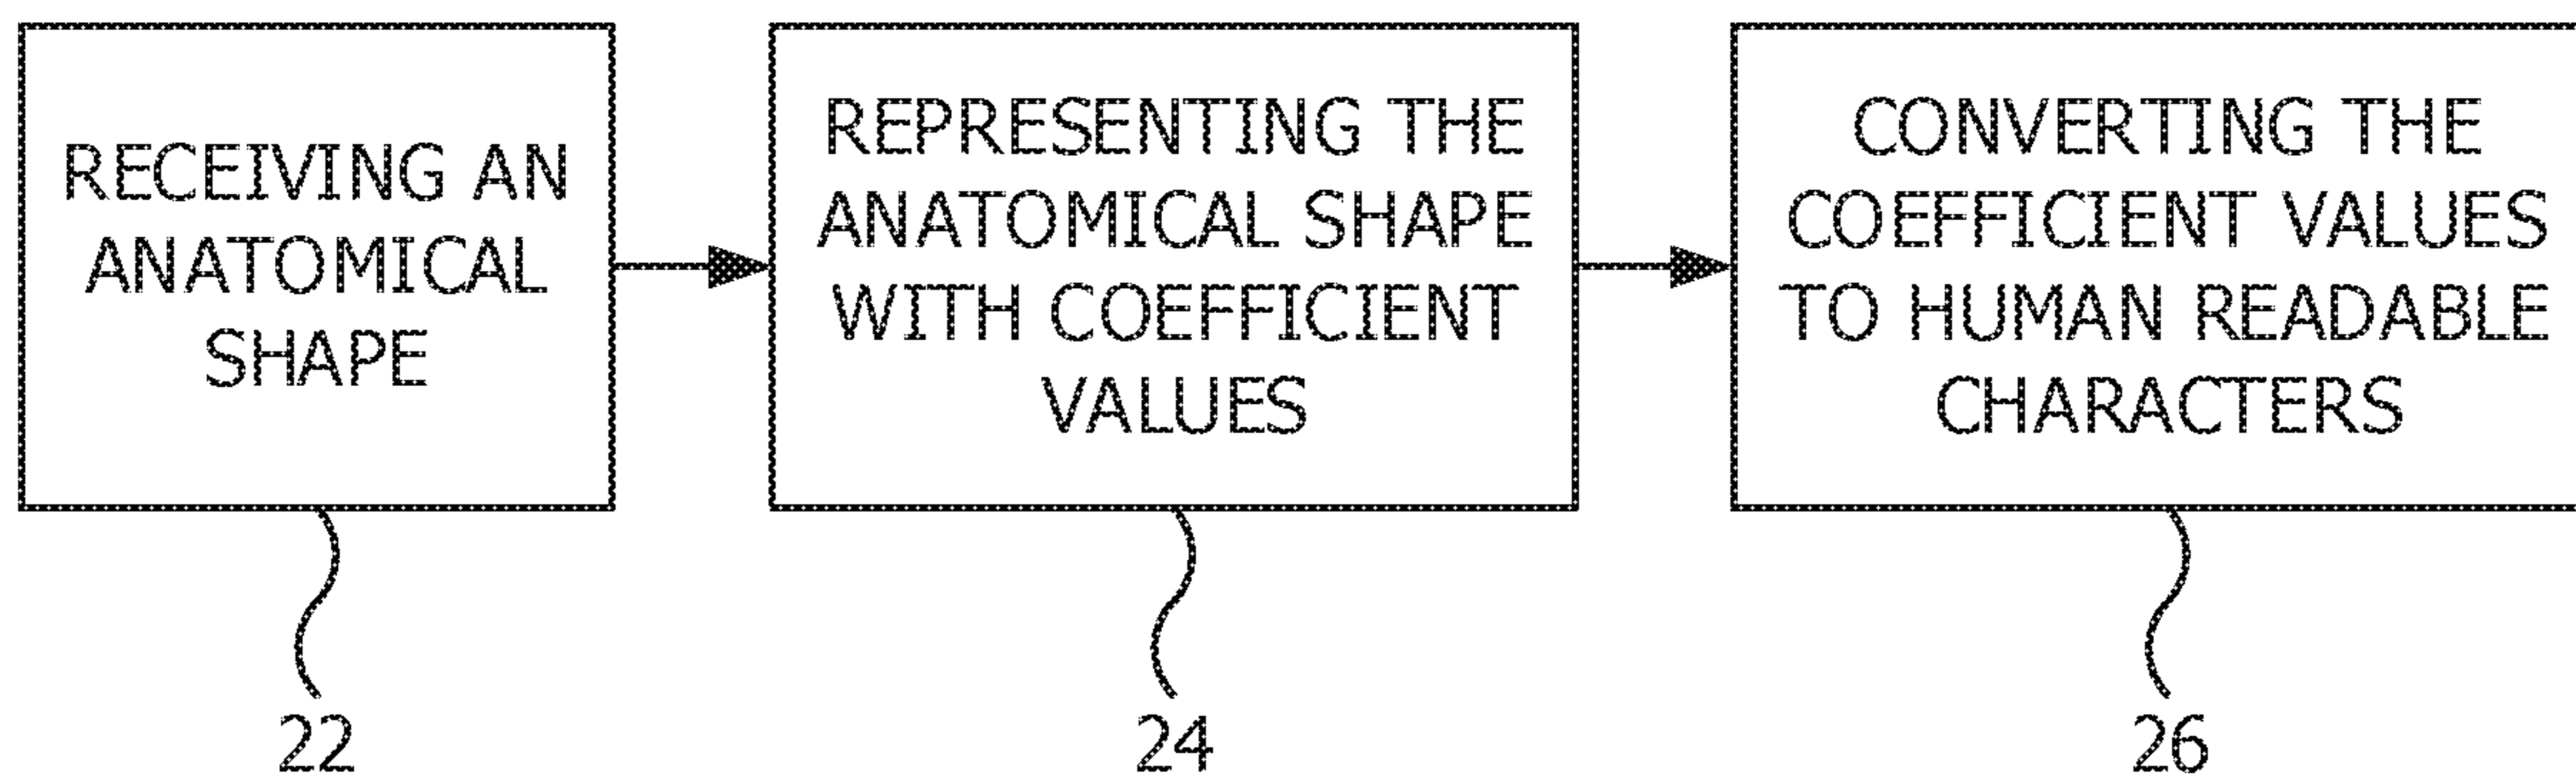 RECEIVING AN
ANATOMICAL
SHAPE
REPRESENTING THE
ANATOMICAL SHAPE
WITH COEFFICIENT
VALUES
CONVERTING THE
COEFFICIENT VALUES
TO HUMAN READABLE
CHARACTERS
22
24
26